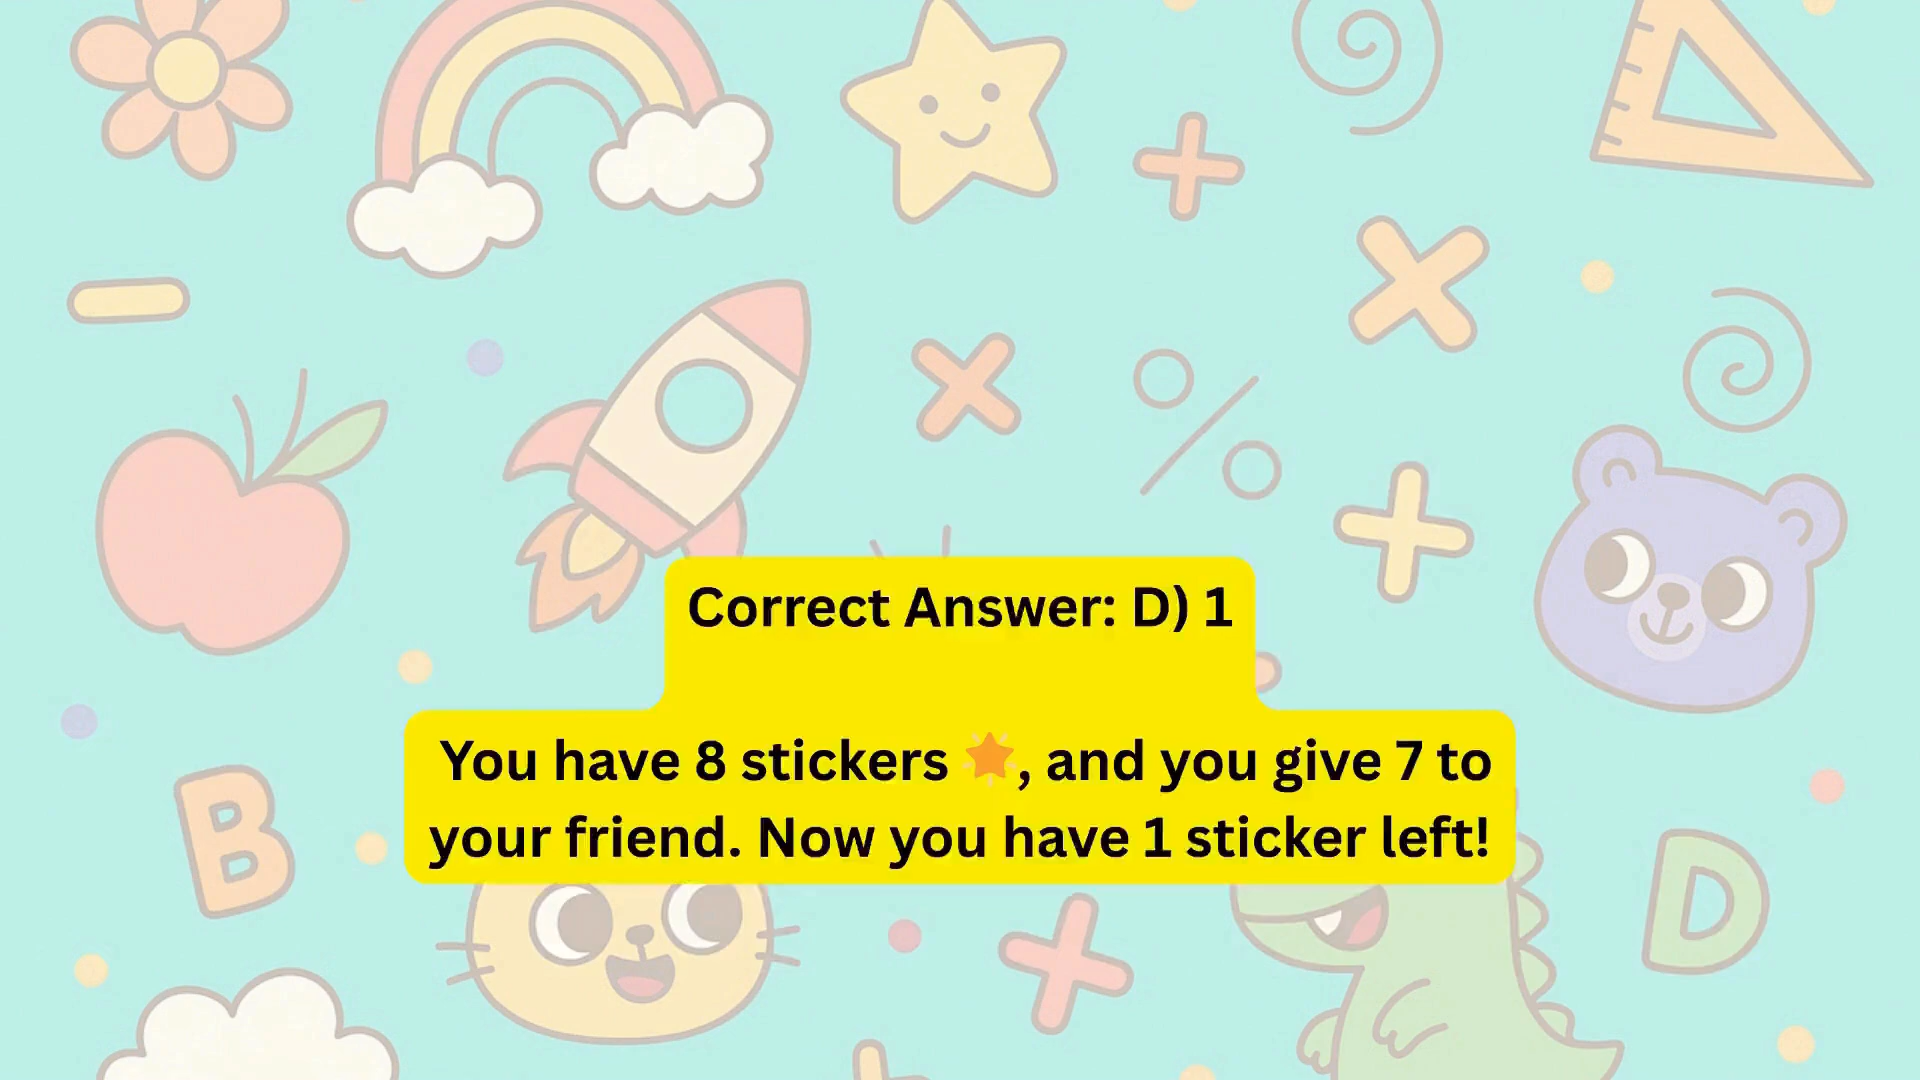 Correct Answer: D) 1
You have 8 stickers 🌟, and you give 7 to
your friend. Now you have 1 sticker left!
B
D